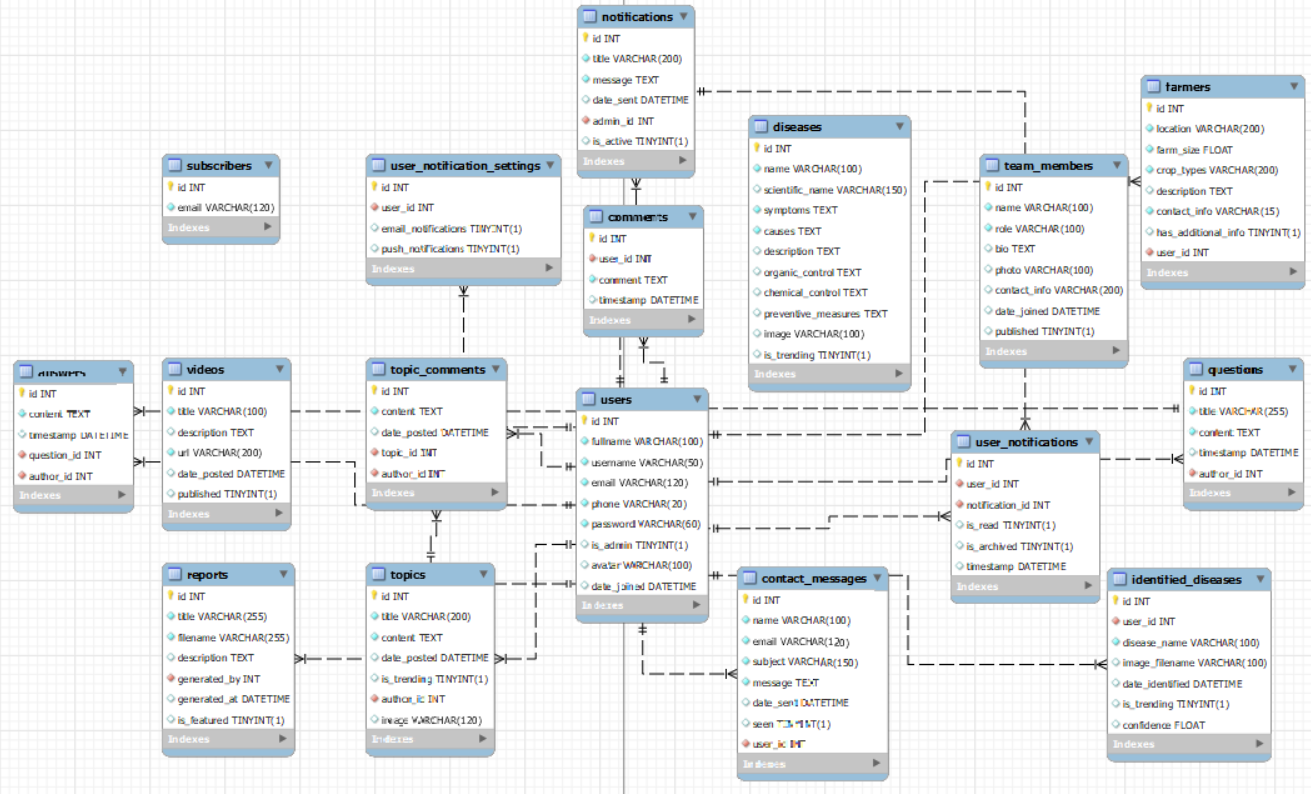 notifications
id INT
title VARCHAR(200)
message TEXT
date_sent DATETIME
admin_id INT
is_active TINYINT(1)
Indexes
farmers
id INT
location VARCHAR(200)
farm_size FLOAT
crop_types VARCHAR(200)
description TEXT
contact_info VARCHAR(15)
has_additional_info TINYINT(1)
user_id INT
Indexes
diseases
id INT
name VARCHAR(100)
scientific_name VARCHAR(150)
symptoms TEXT
causes TEXT
description TEXT
organic_control TEXT
chemical_control TEXT
preventive_measures TEXT
image VARCHAR(100)
is_trending TINYINT(1)
Indexes
subscribers
id INT
email VARCHAR(120)
Indexes
user_notification_settings
id INT
user_id INT
email_notifications TINYINT(1)
push_notifications TINYINT(1)
Indexes
team_members
id INT
name VARCHAR(100)
role VARCHAR(100)
bio TEXT
photo VARCHAR(100)
contact_info VARCHAR(200)
date_joined DATETIME
published TINYINT(1)
Indexes
comments
id INT
user_id INT
comment TEXT
timestamp DATETIME
Indexes
answers
id INT
content TEXT
timestamp DATETIME
question_id INT
author_id INT
Indexes
videos
id INT
title VARCHAR(100)
description TEXT
url VARCHAR(200)
date_posted DATETIME
published TINYINT(1)
Indexes
topic_comments
id INT
content TEXT
date_posted DATETIME
topic_id INT
author_id INT
Indexes
users
id INT
fullname VARCHAR(100)
username VARCHAR(50)
email VARCHAR(120)
phone VARCHAR(20)
password VARCHAR(60)
is_admin TINYINT(1)
avatar VARCHAR(100)
date_joined DATETIME
Indexes
questions
id INT
title VARCHAR(255)
content TEXT
timestamp DATETIME
author_id INT
Indexes
user_notifications
id INT
user_id INT
notification_id INT
is_read TINYINT(1)
is_archived TINYINT(1)
timestamp DATETIME
Indexes
reports
id INT
title VARCHAR(255)
filename VARCHAR(255)
description TEXT
generated_by INT
generated_at DATETIME
is_featured TINYINT(1)
Indexes
topics
id INT
title VARCHAR(200)
content TEXT
date_posted DATETIME
is_trending TINYINT(1)
author_id INT
image VARCHAR(120)
Indexes
contact_messages
id INT
name VARCHAR(100)
email VARCHAR(120)
subject VARCHAR(150)
message TEXT
date_sent DATETIME
seen TINYINT(1)
user_id INT
Indexes
identified_diseases
id INT
user_id INT
disease_name VARCHAR(100)
image_filename VARCHAR(100)
date_identified DATETIME
is_trending TINYINT(1)
confidence FLOAT
Indexes